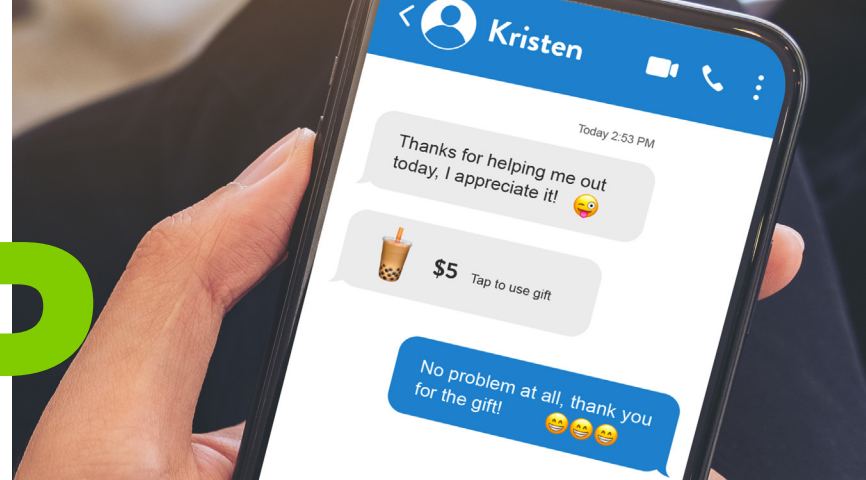 Kristen
Today 2:53 PM
Thanks for helping me out
today, I appreciate it! 😜
$5 Tap to use gift
No problem at all, thank you
for the gift! 😁😁😁